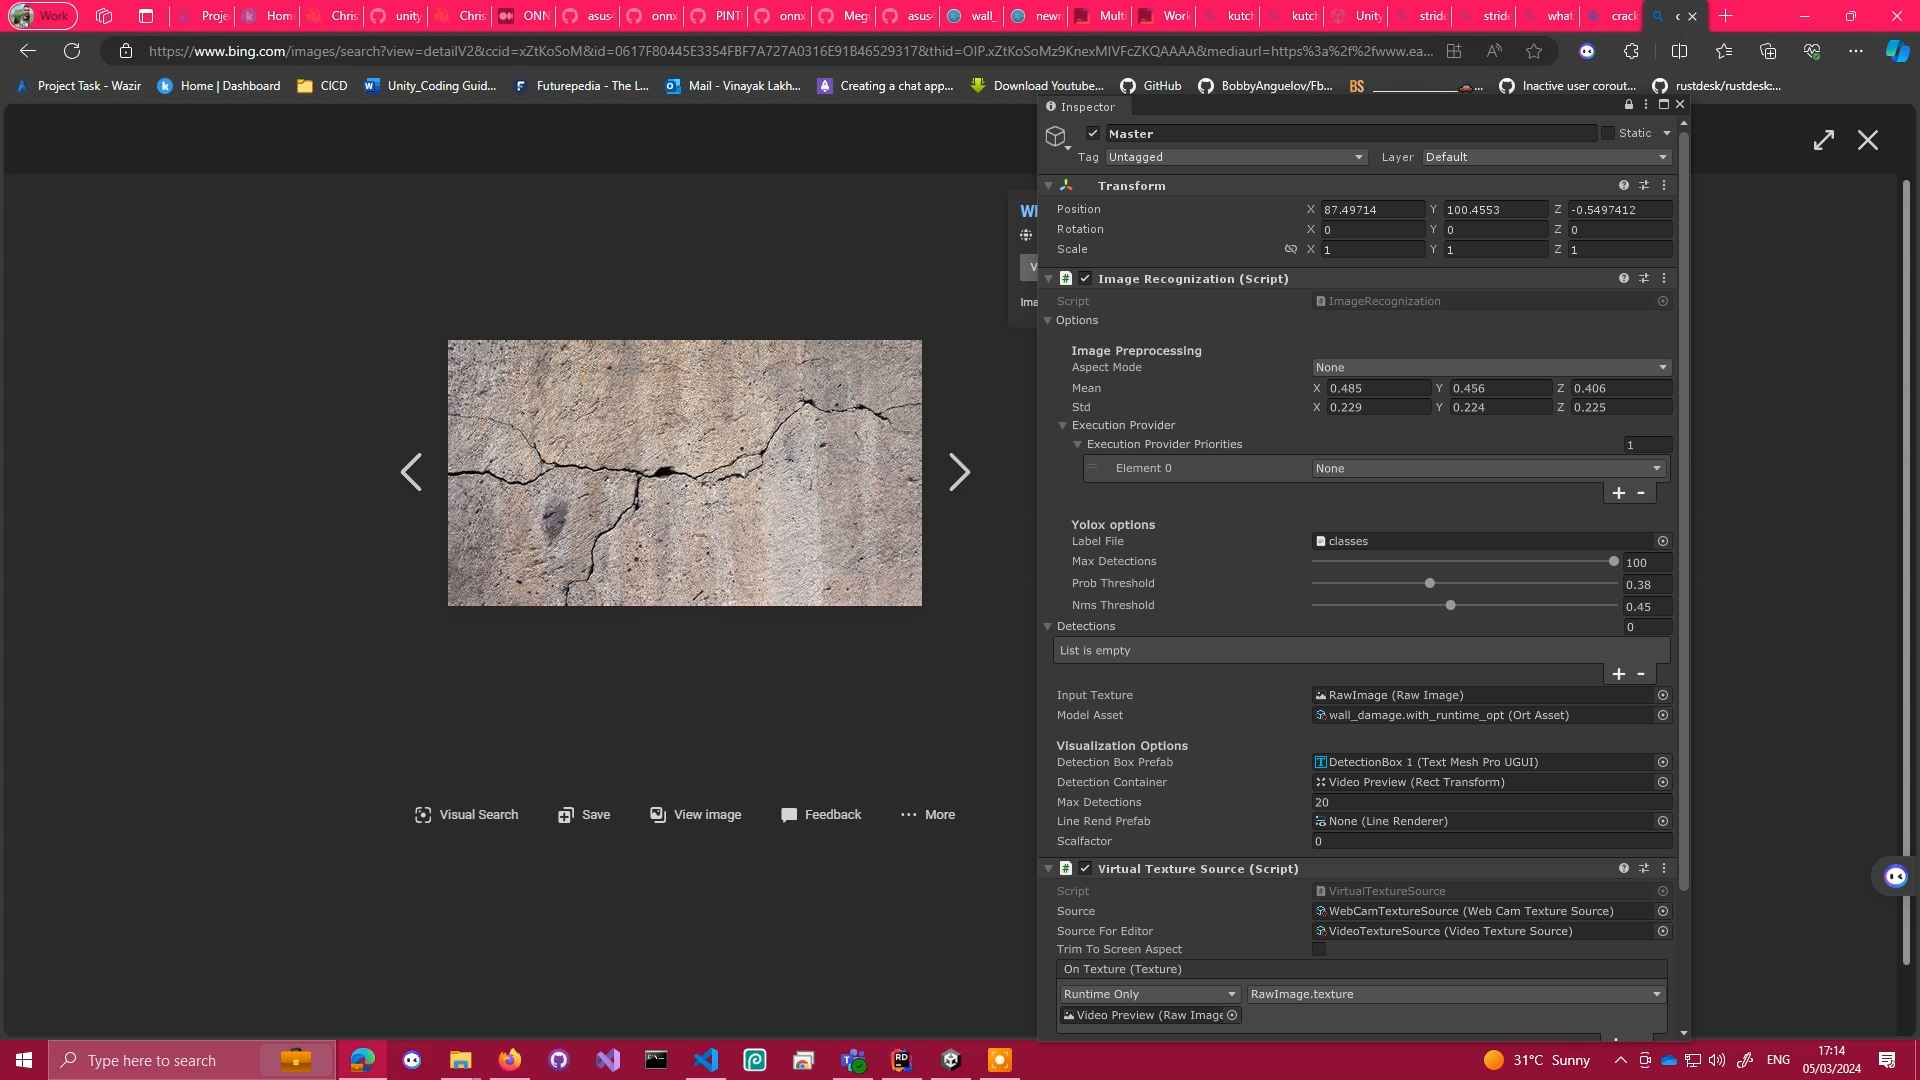 Work
Proje
Hom
Chris
unity
Chris
ONN
asus
onnx
PINT
onnx
Meg
asus
wall_
newr
Multi
Work
kutch
kutch
Unity
stride
stride
what
crack
c
https://www.bing.com/images/search?view=detailV2&ccid=xZtKoSoM&id=0617F80445E3354FBF7A727A0316E91B46529317&thid=OIP.xZtKoSoMz9KnexMIVFcZKQAAAA&mediaurl=https%3a%2f%2fwww.ea...
Project Task - Wazir
Home | Dashboard
CICD
Unity_Coding Guid...
Futurepedia - The L...
Mail - Vinayak Lakh...
Creating a chat app...
Download Youtube...
GitHub
BobbyAnguelov/Fb...
BS
Inactive user corout...
rustdesk/rustdesk:...
Inspector
Master
Static
Tag Untagged Layer Default
Transform
Position X 87.49714 Y 100.4553 Z -0.5497412
Rotation X 0 Y 0 Z 0
Scale X 1 Y 1 Z 1
# Image Recognization (Script)
Script ImageRecognization
Options
Image Preprocessing
Aspect Mode None
Mean X 0.485 Y 0.456 Z 0.406
Std X 0.229 Y 0.224 Z 0.225
Execution Provider
Execution Provider Priorities 1
Element 0 None
+ -
Yolox options
Label File classes
Max Detections 100
Prob Threshold 0.38
Nms Threshold 0.45
Detections 0
List is empty
+ -
Input Texture RawImage (Raw Image)
Model Asset wall_damage.with_runtime_opt (Ort Asset)
Visualization Options
Detection Box Prefab DetectionBox 1 (Text Mesh Pro UGUI)
Detection Container Video Preview (Rect Transform)
Max Detections 20
Line Rend Prefab None (Line Renderer)
Scalfactor 0
# Virtual Texture Source (Script)
Script VirtualTextureSource
Source WebCamTextureSource (Web Cam Texture Source)
Source For Editor VideoTextureSource (Video Texture Source)
Trim To Screen Aspect
On Texture (Texture)
Runtime Only RawImage.texture
Video Preview (Raw Image
V
Ima
Visual Search
Save
View image
Feedback
More
Type here to search
31°C Sunny
ENG
17:14
05/03/2024